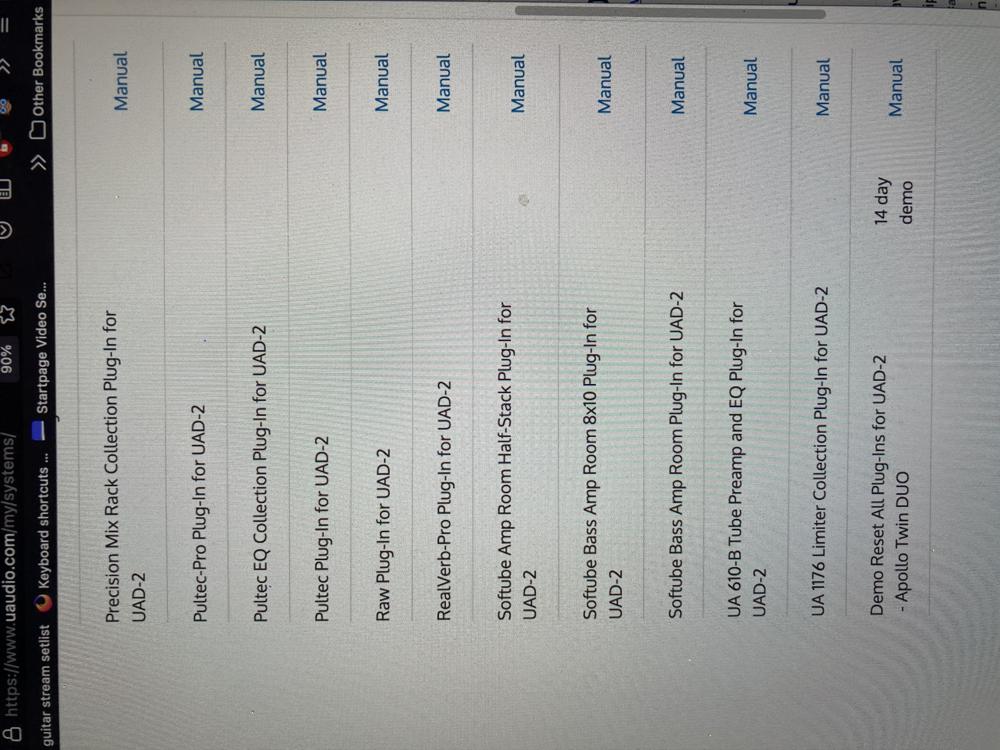 https://www.uaudio.com/my/systems/
90%
guitar stream setlist
Keyboard shortcuts ...
Startpage Video Se...
Other Bookmarks
Precision Mix Rack Collection Plug-In for
UAD-2
Manual
Pultec-Pro Plug-In for UAD-2
Manual
Pultec EQ Collection Plug-In for UAD-2
Manual
Pultec Plug-In for UAD-2
Manual
Raw Plug-In for UAD-2
Manual
RealVerb-Pro Plug-In for UAD-2
Manual
Softube Amp Room Half-Stack Plug-In for
UAD-2
Manual
Softube Bass Amp Room 8x10 Plug-In for
UAD-2
Manual
Softube Bass Amp Room Plug-In for UAD-2
Manual
UA 610-B Tube Preamp and EQ Plug-In for
UAD-2
Manual
UA 1176 Limiter Collection Plug-In for UAD-2
Manual
Demo Reset All Plug-Ins for UAD-2
- Apollo Twin DUO
14 day
demo
Manual